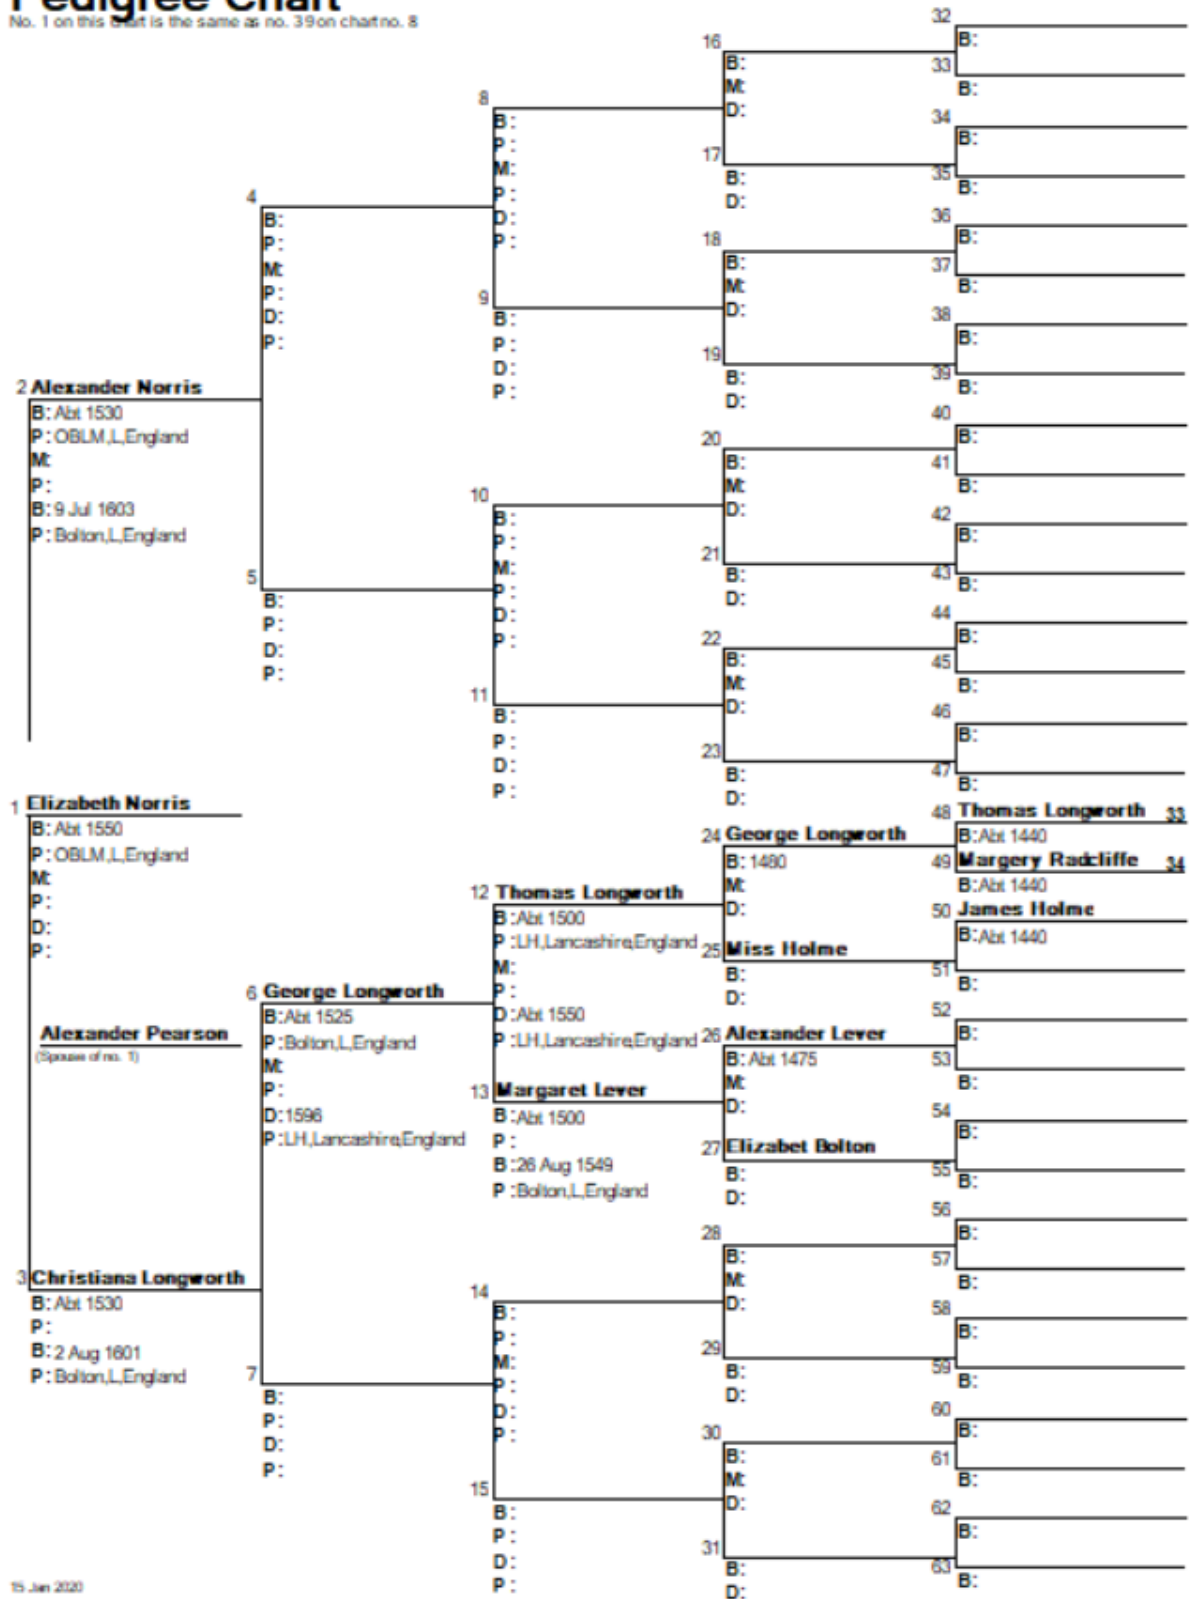 Pedigree Chart
No. 1 on this chart is the same as no. 39 on chart no. 8
2 Alexander Norris
B: Abt 1530
P: OBLM,L,England
M:
P:
B: 9 Jul 1603
P: Bolton,L,England
1 Elizabeth Norris
B: Abt 1550
P: OBLM,L,England
M:
P:
D:
P:
Alexander Pearson
(Spouse of no. 1)
3 Christiana Longworth
B: Abt 1530
P:
B: 2 Aug 1601
P: Bolton,L,England
15 Jan 2020
4
B:
P:
M:
P:
D:
P:
5
B:
P:
D:
P:
6 George Longworth
B: Abt 1525
P: Bolton,L,England
M:
P:
D: 1596
P: LH,Lancashire,England
7
B:
P:
D:
P:
8
B:
P:
M:
P:
D:
P:
9
B:
P:
D:
P:
10
B:
P:
M:
P:
D:
P:
11
B:
P:
D:
P:
12 Thomas Longworth
B: Abt 1500
P: LH,Lancashire,England
M:
P:
D: Abt 1550
P: LH,Lancashire,England
13 Margaret Lever
B: Abt 1500
P:
B: 26 Aug 1549
P: Bolton,L,England
14
B:
P:
M:
P:
D:
P:
15
B:
P:
D:
P:
16
B:
M:
D:
17
B:
D:
18
B:
M:
D:
19
B:
D:
20
B:
M:
D:
21
B:
D:
22
B:
M:
D:
23
B:
D:
24 George Longworth
B: 1480
M:
D:
25 Miss Holme
B:
D:
26 Alexander Lever
B: Abt 1475
M:
D:
27 Elizabet Bolton
B:
D:
28
B:
M:
D:
29
B:
D:
30
B:
M:
D:
31
B:
D:
32
B:
33
B:
34
B:
35
B:
36
B:
37
B:
38
B:
39
B:
40
B:
41
B:
42
B:
43
B:
44
B:
45
B:
46
B:
47
B:
48 Thomas Longworth 33
B: Abt 1440
49 Margery Radcliffe 34
B: Abt 1440
50 James Holme
B: Abt 1440
51
B:
52
B:
53
B:
54
B:
55
B:
56
B:
57
B:
58
B:
59
B:
60
B:
61
B:
62
B:
63
B: